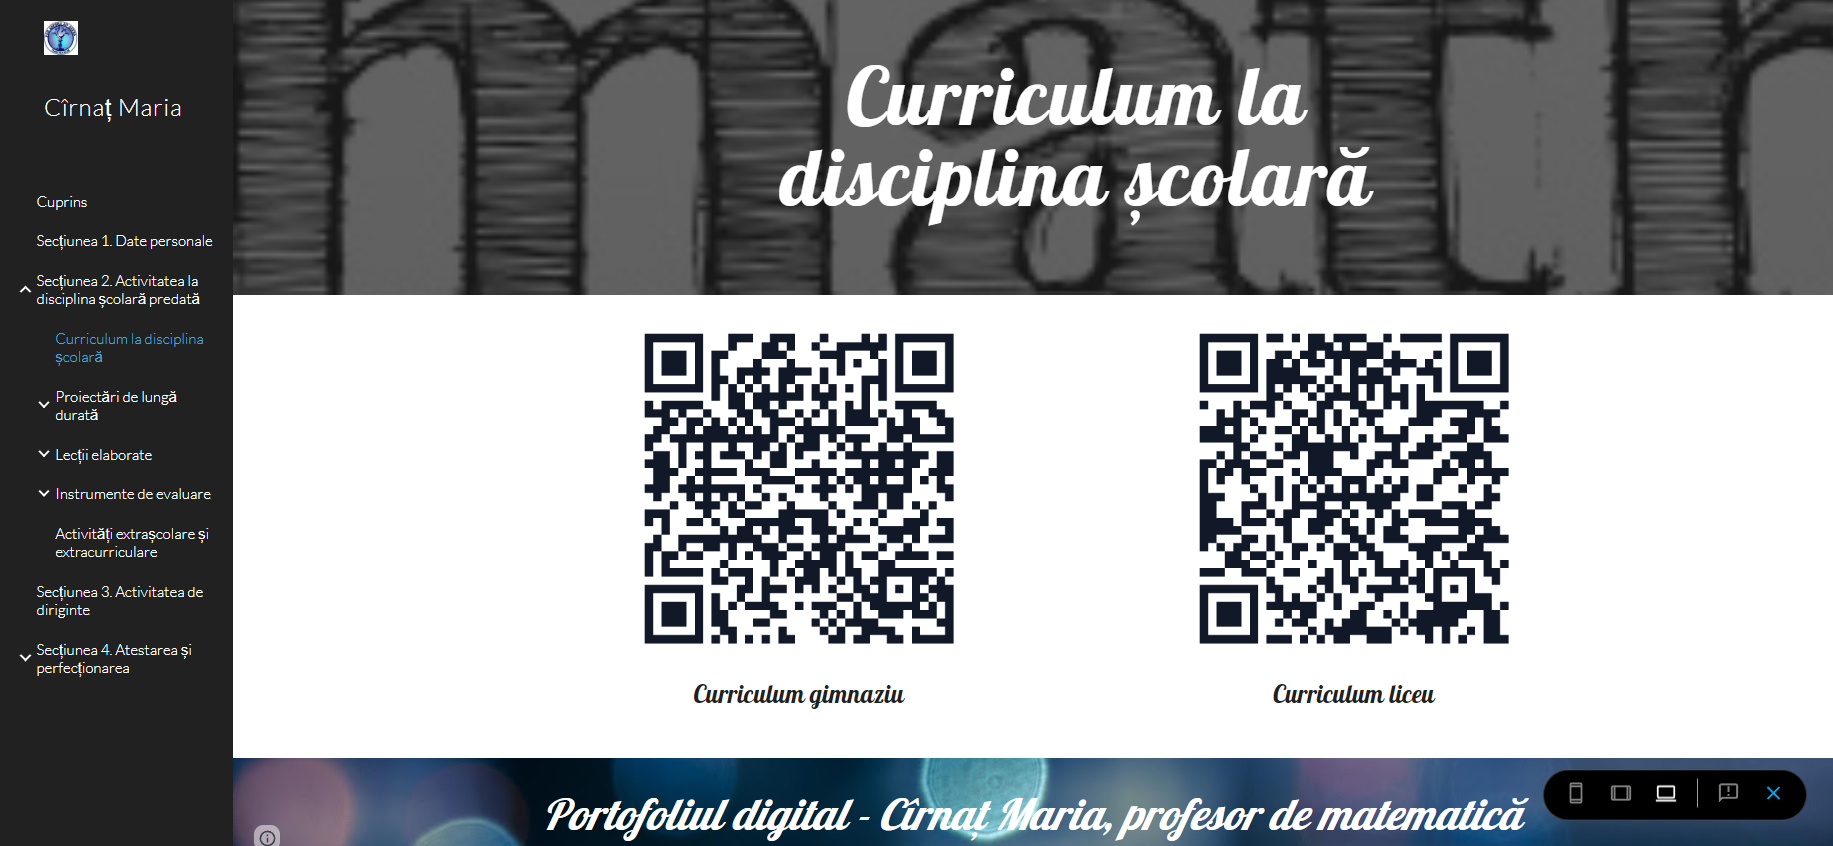 Cîrnaț Maria
Cuprins
Secțiunea 1. Date personale
Secțiunea 2. Activitatea la
disciplina școlară predată
Curriculum la disciplina
școlară
Proiectări de lungă
durată
Lecții elaborate
Instrumente de evaluare
Activități extrașcolare și
extracurriculare
Secțiunea 3. Activitatea de
diriginte
Secțiunea 4. Atestarea și
perfecționarea
math
Curriculum la
disciplina școlară
Curriculum gimnaziu
Curriculum liceu
Portofoliul digital - Cîrnaț Maria, profesor de matematică